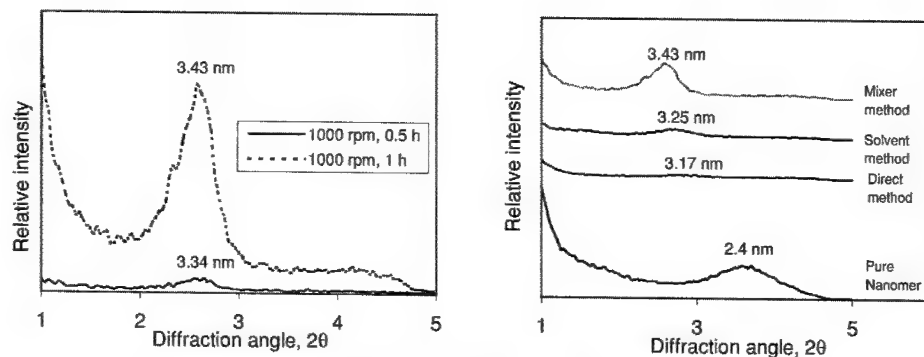 3.43 nm
1000 rpm, 0.5 h
1000 rpm, 1 h
3.34 nm
Relative intensity
1 2 3 4 5
Diffraction angle, 2θ
3.43 nm
Mixer
method
3.25 nm
Solvent
method
3.17 nm
Direct
method
2.4 nm
Pure
Nanomer
Relative intensity
1 3 5
Diffraction angle, 2θ